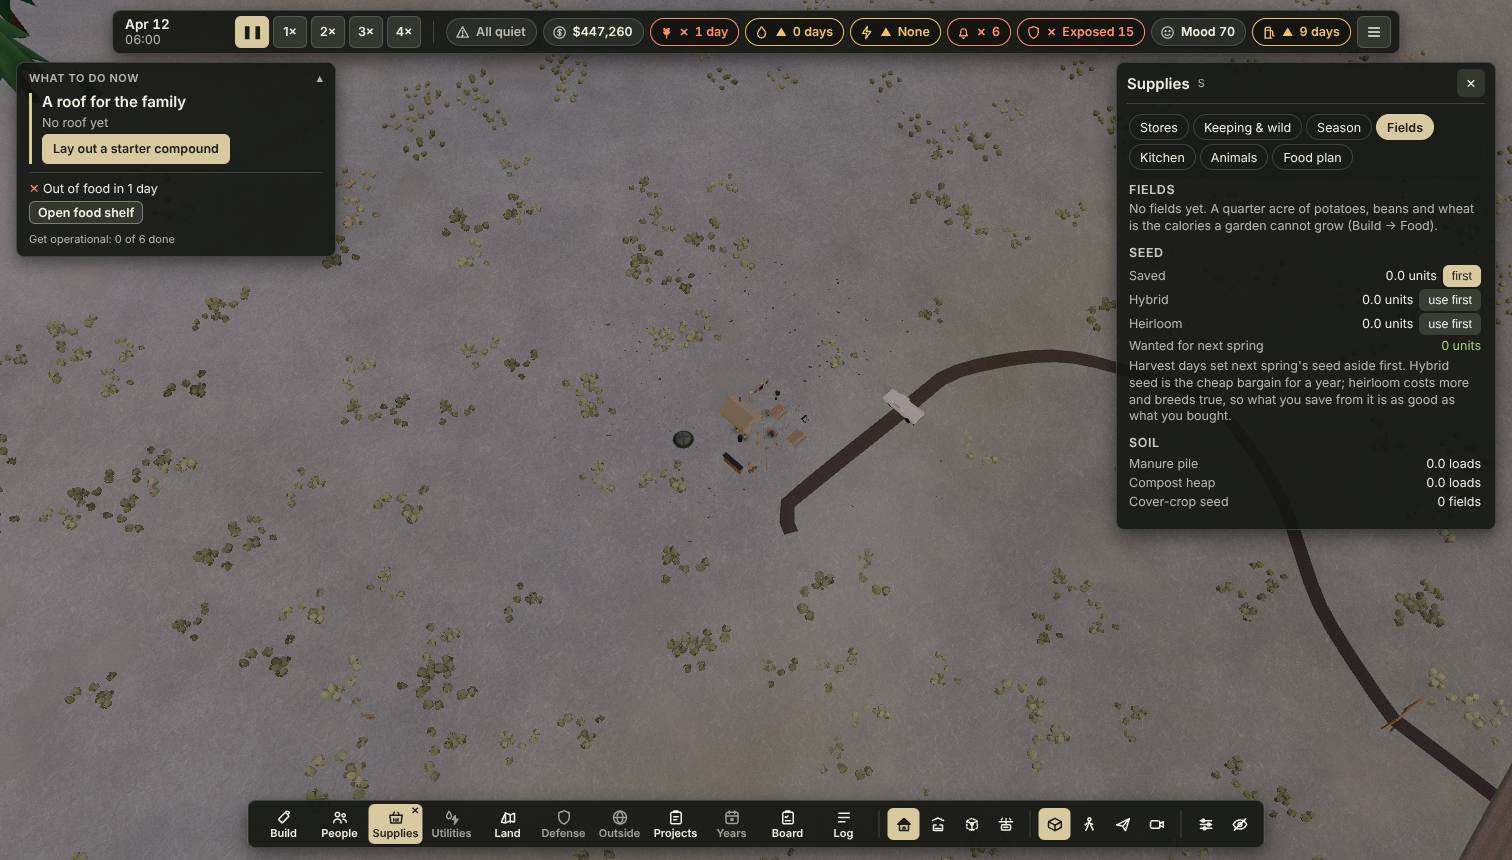 Apr 12
06:00
1×
2×
3×
4×
All quiet
$447,260
× 1 day
▲ 0 days
▲ None
× 6
× Exposed 15
Mood 70
▲ 9 days
WHAT TO DO NOW ▲
A roof for the family
No roof yet
Lay out a starter compound
× Out of food in 1 day
Open food shelf
Get operational: 0 of 6 done
Supplies S ×
Stores Keeping & wild Season Fields
Kitchen Animals Food plan
FIELDS
No fields yet. A quarter acre of potatoes, beans and wheat
is the calories a garden cannot grow (Build → Food).
SEED
Saved 0.0 units first
Hybrid 0.0 units use first
Heirloom 0.0 units use first
Wanted for next spring 0 units
Harvest days set next spring's seed aside first. Hybrid
seed is the cheap bargain for a year; heirloom costs more
and breeds true, so what you save from it is as good as
what you bought.
SOIL
Manure pile 0.0 loads
Compost heap 0.0 loads
Cover-crop seed 0 fields
Build People Supplies × Utilities Land Defense Outside Projects Years Board Log